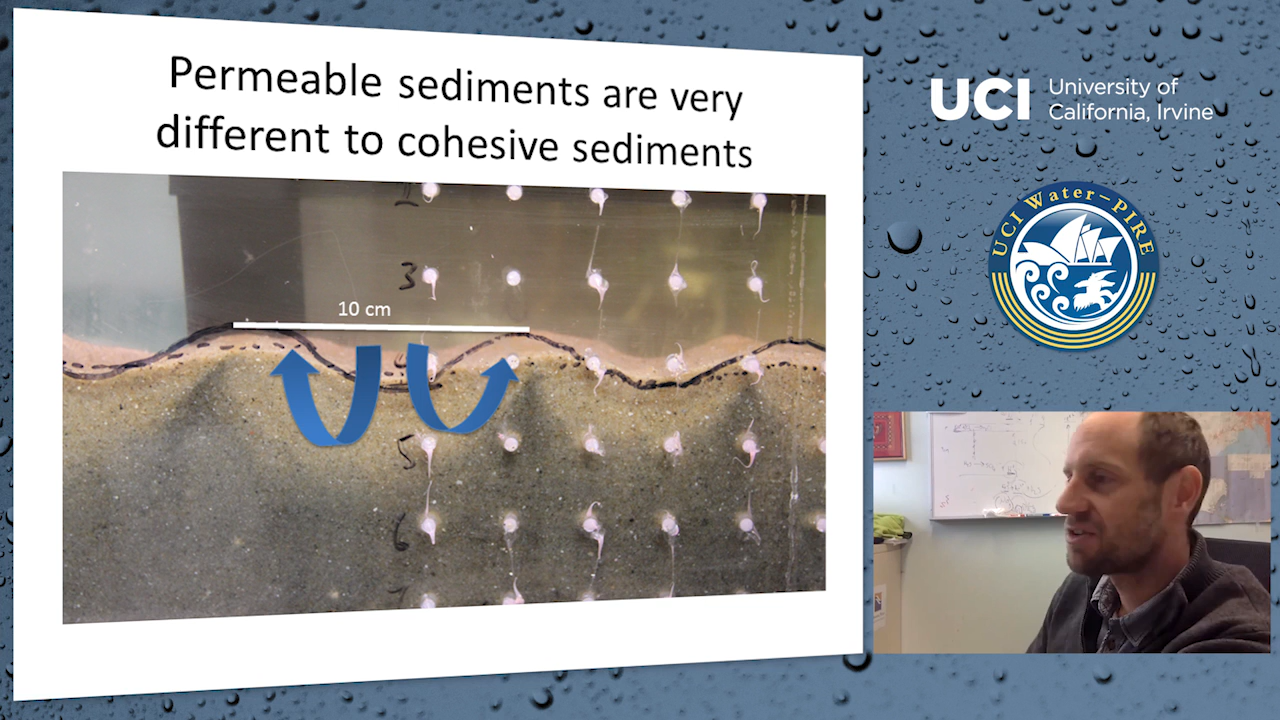 Permeable sediments are very
different to cohesive sediments
10 cm
3
5
6
UCI University of
California, Irvine
UCI Water-PIRE